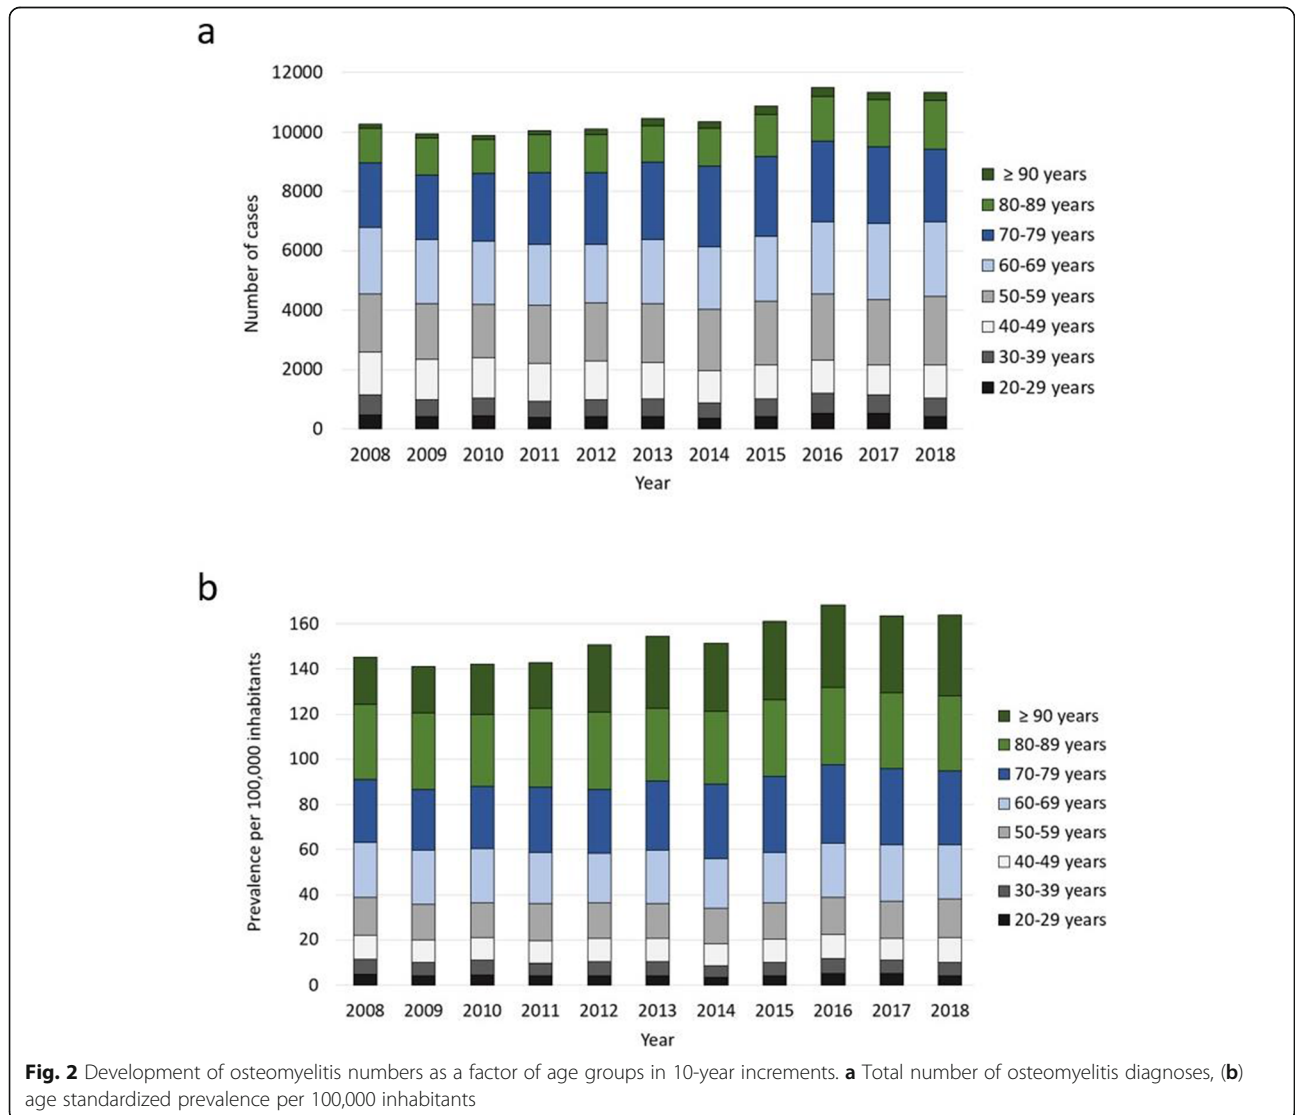 a
12000
10000
8000
6000
4000
2000
0
Number of cases
2008 2009 2010 2011 2012 2013 2014 2015 2016 2017 2018
Year
≥ 90 years
80-89 years
70-79 years
60-69 years
50-59 years
40-49 years
30-39 years
20-29 years
b
160
140
120
100
80
60
40
20
0
Prevalence per 100,000 inhabitants
2008 2009 2010 2011 2012 2013 2014 2015 2016 2017 2018
Year
≥ 90 years
80-89 years
70-79 years
60-69 years
50-59 years
40-49 years
30-39 years
20-29 years
Fig. 2 Development of osteomyelitis numbers as a factor of age groups in 10-year increments. a Total number of osteomyelitis diagnoses, (b)
age standardized prevalence per 100,000 inhabitants